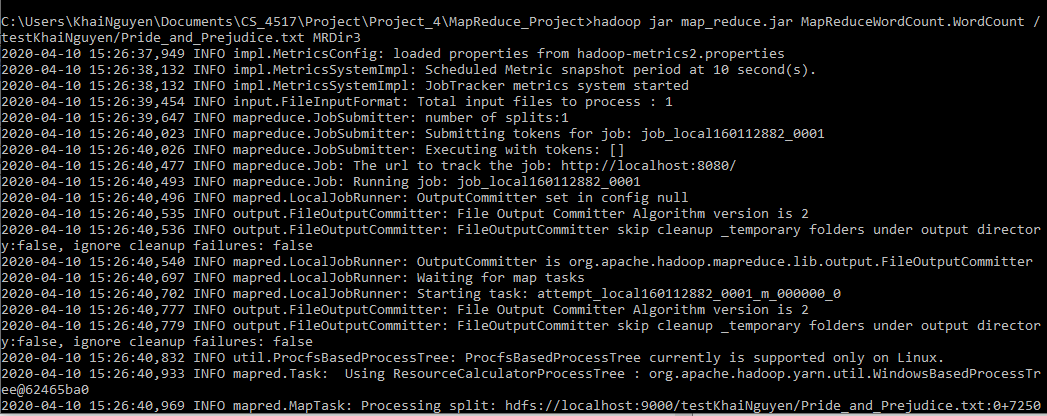 C:\Users\KhaiNguyen\Documents\CS_4517\Project\Project_4\MapReduce_Project>hadoop jar map_reduce.jar MapReduceWordCount.WordCount /
testKhaiNguyen/Pride_and_Prejudice.txt MRDir3
2020-04-10 15:26:37,949 INFO impl.MetricsConfig: loaded properties from hadoop-metrics2.properties
2020-04-10 15:26:38,132 INFO impl.MetricsSystemImpl: Scheduled Metric snapshot period at 10 second(s).
2020-04-10 15:26:38,132 INFO impl.MetricsSystemImpl: JobTracker metrics system started
2020-04-10 15:26:39,454 INFO input.FileInputFormat: Total input files to process : 1
2020-04-10 15:26:39,647 INFO mapreduce.JobSubmitter: number of splits:1
2020-04-10 15:26:40,023 INFO mapreduce.JobSubmitter: Submitting tokens for job: job_local160112882_0001
2020-04-10 15:26:40,026 INFO mapreduce.JobSubmitter: Executing with tokens: []
2020-04-10 15:26:40,477 INFO mapreduce.Job: The url to track the job: http://localhost:8080/
2020-04-10 15:26:40,493 INFO mapreduce.Job: Running job: job_local160112882_0001
2020-04-10 15:26:40,496 INFO mapred.LocalJobRunner: OutputCommitter set in config null
2020-04-10 15:26:40,535 INFO output.FileOutputCommitter: File Output Committer Algorithm version is 2
2020-04-10 15:26:40,536 INFO output.FileOutputCommitter: FileOutputCommitter skip cleanup _temporary folders under output director
y:false, ignore cleanup failures: false
2020-04-10 15:26:40,540 INFO mapred.LocalJobRunner: OutputCommitter is org.apache.hadoop.mapreduce.lib.output.FileOutputCommitter
2020-04-10 15:26:40,697 INFO mapred.LocalJobRunner: Waiting for map tasks
2020-04-10 15:26:40,702 INFO mapred.LocalJobRunner: Starting task: attempt_local160112882_0001_m_000000_0
2020-04-10 15:26:40,777 INFO output.FileOutputCommitter: File Output Committer Algorithm version is 2
2020-04-10 15:26:40,779 INFO output.FileOutputCommitter: FileOutputCommitter skip cleanup _temporary folders under output director
y:false, ignore cleanup failures: false
2020-04-10 15:26:40,832 INFO util.ProcfsBasedProcessTree: ProcfsBasedProcessTree currently is supported only on Linux.
2020-04-10 15:26:40,933 INFO mapred.Task:  Using ResourceCalculatorProcessTree : org.apache.hadoop.yarn.util.WindowsBasedProcessTr
ee@62465ba0
2020-04-10 15:26:40,969 INFO mapred.MapTask: Processing split: hdfs://localhost:9000/testKhaiNguyen/Pride_and_Prejudice.txt:0+7250